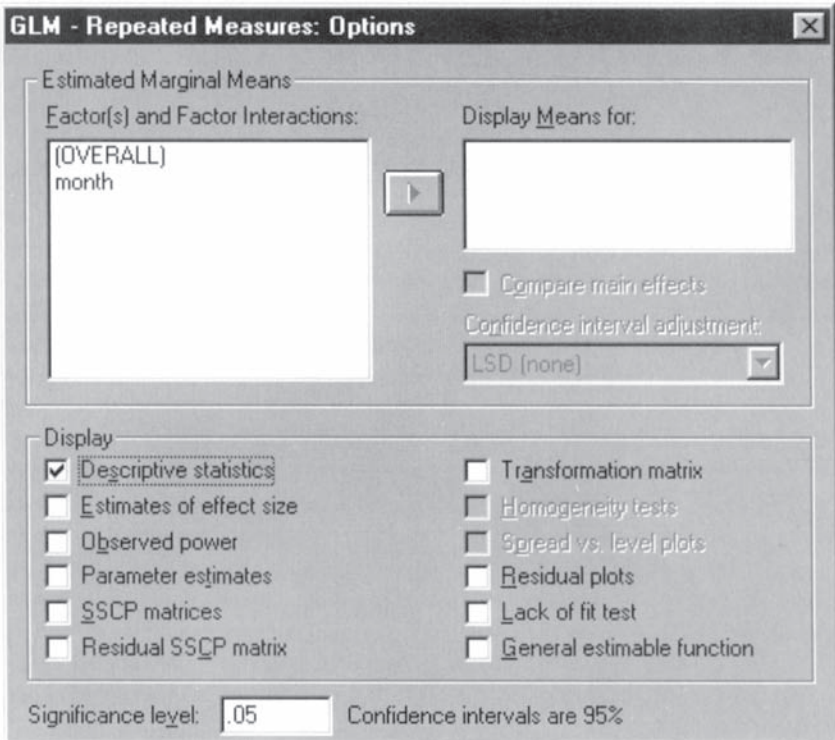 GLM - Repeated Measures: Options
Estimated Marginal Means
Factor(s) and Factor Interactions:
(OVERALL)
month
Display Means for:
Compare main effects
Confidence interval adjustment:
LSD (none)
Display
Descriptive statistics
Estimates of effect size
Observed power
Parameter estimates
SSCP matrices
Residual SSCP matrix
Transformation matrix
Homogeneity tests
Spread vs. level plots
Residual plots
Lack of fit test
General estimable function
Significance level: .05 Confidence intervals are 95%